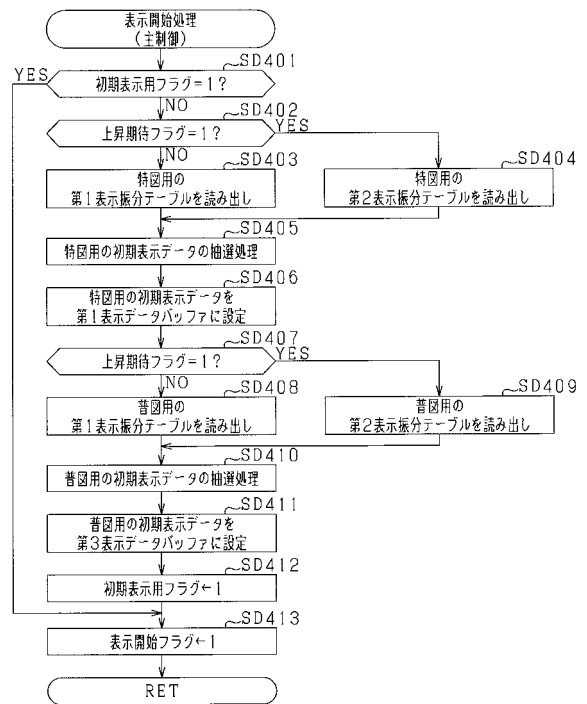 表示開始処理
(主制御)
SD401
YES
初期表示用フラグ=1?
NO
SD402
上昇期待フラグ=1?
YES
NO
SD403
SD404
特図用の
第1表示振分テーブルを読み出し
特図用の
第2表示振分テーブルを読み出し
SD405
特図用の初期表示データの抽選処理
SD406
特図用の初期表示データを
第1表示データバッファに設定
SD407
上昇期待フラグ=1?
YES
NO
SD408
SD409
普図用の
第1表示振分テーブルを読み出し
普図用の
第2表示振分テーブルを読み出し
SD410
普図用の初期表示データの抽選処理
SD411
普図用の初期表示データを
第3表示データバッファに設定
SD412
初期表示用フラグ←1
SD413
表示開始フラグ←1
RET